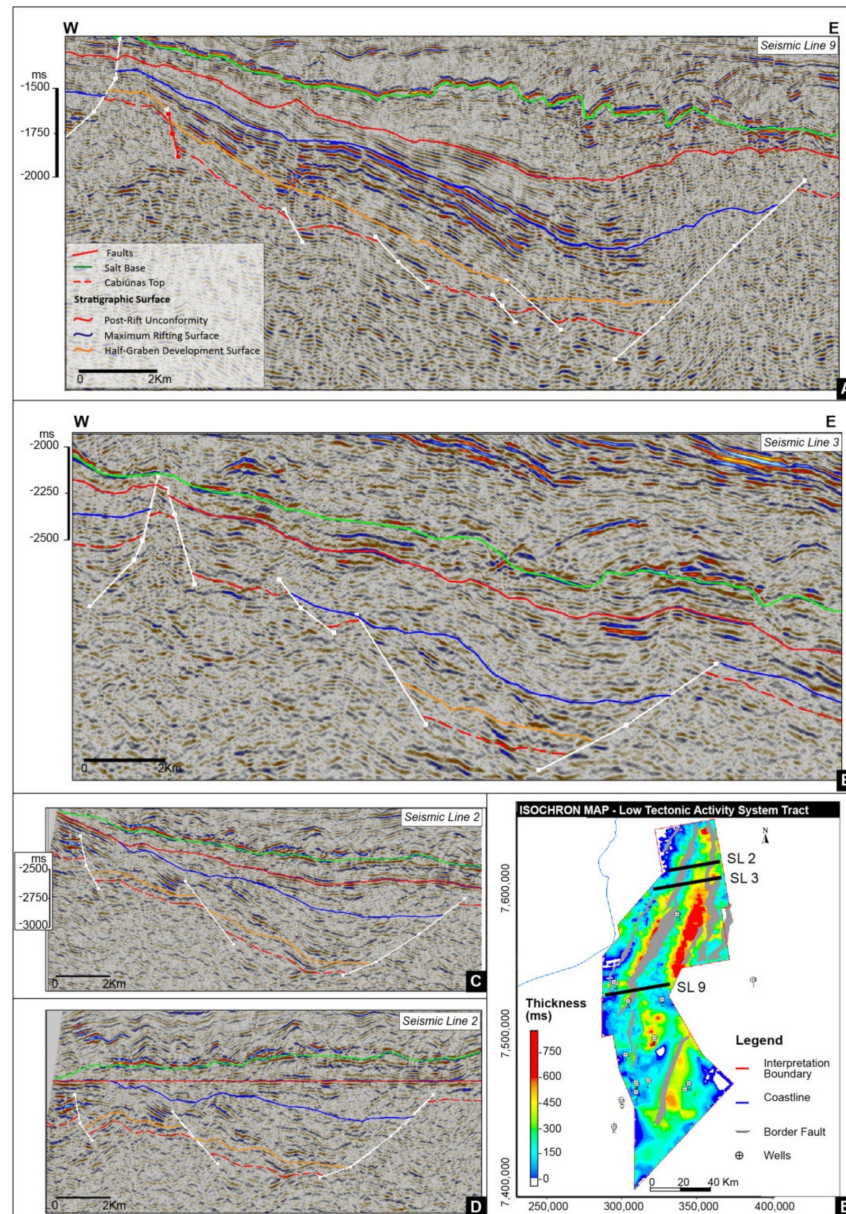 W
E
Seismic Line 9
ms
-1500
-1750
-2000
Faults
Salt Base
Cabiúnas Top
Stratigraphic Surface
Post-Rift Unconformity
Maximum Rifting Surface
Half-Graben Development Surface
0 2Km
A
W
E
Seismic Line 3
ms
-2000
-2250
-2500
0 2Km
B
Seismic Line 2
ms
-2500
-2750
-3000
0 2Km
C
Seismic Line 2
0 2Km
D
ISOCHRON MAP - Low Tectonic Activity System Tract
N
SL 2
SL 3
SL 9
7,600,000
7,500,000
7,400,000
Thickness
(ms)
750
600
450
300
150
0
Legend
Interpretation
Boundary
Coastline
Border Fault
Wells
0 20 40 Km
250,000 300,000 350,000 400,000
E